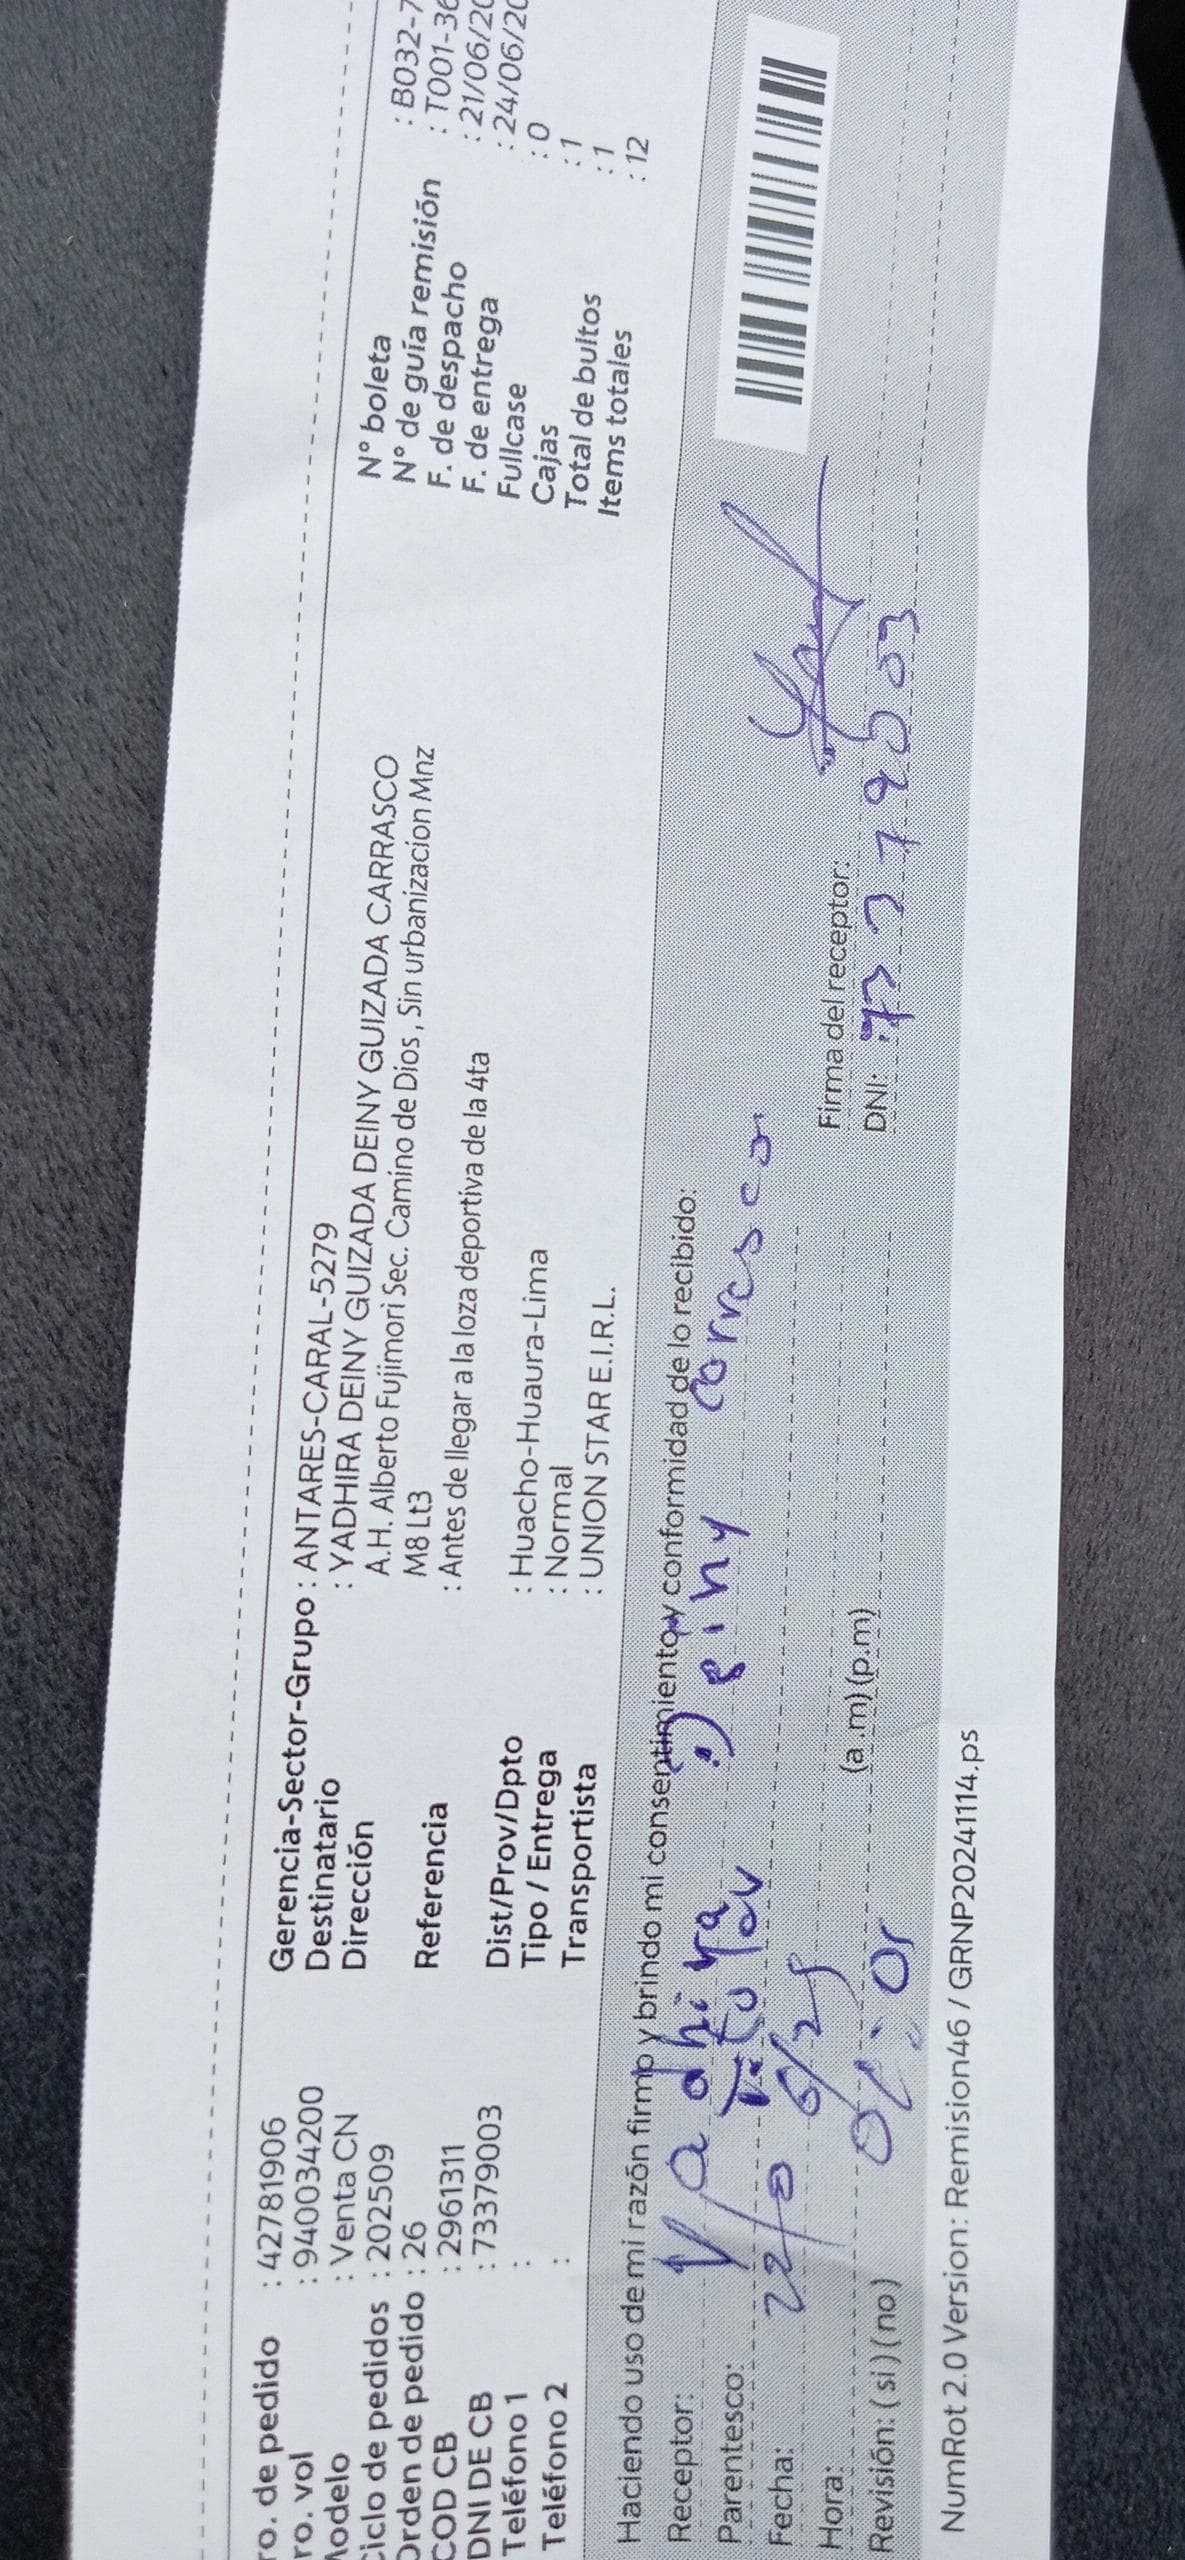 ro. de pedido : 42781906
ro. vol : 9400034200
Modelo : Venta CN
Ciclo de pedidos : 202509
Orden de pedido : 26
COD CB : 2961311
DNI DE CB : 73379003
Teléfono 1 :
Teléfono 2 :
Gerencia-Sector-Grupo : ANTARES-CARAL-5279
Destinatario : YADHIRA DEINY GUIZADA DEINY GUIZADA CARRASCO
Dirección A.H. Alberto Fujimori Sec. Camino de Dios , Sin urbanizacion Mnz
M8 Lt3
Referencia : Antes de llegar a la loza deportiva de la 4ta
Dist/Prov/Dpto : Huacho-Huaura-Lima
Tipo / Entrega : Normal
Transportista : UNION STAR E.I.R.L.
N° boleta : B032-7
N° de guía remisión : T001-36
F. de despacho : 21/06/20
F. de entrega : 24/06/20
Fullcase : 0
Cajas : 1
Total de bultos : 1
Items totales : 12
Haciendo uso de mi razón firmo y brindo mi consentimiento y conformidad de lo recibido:
Receptor: Yadhira Deiny
Parentesco: Titular
Fecha: 22/06/25
Hora: (a .m) (p.m)
Revisión: ( si ) ( no )
Firma del receptor:
DNI:
NumRot 2.0 Version: Remision46 / GRNP20241114.ps